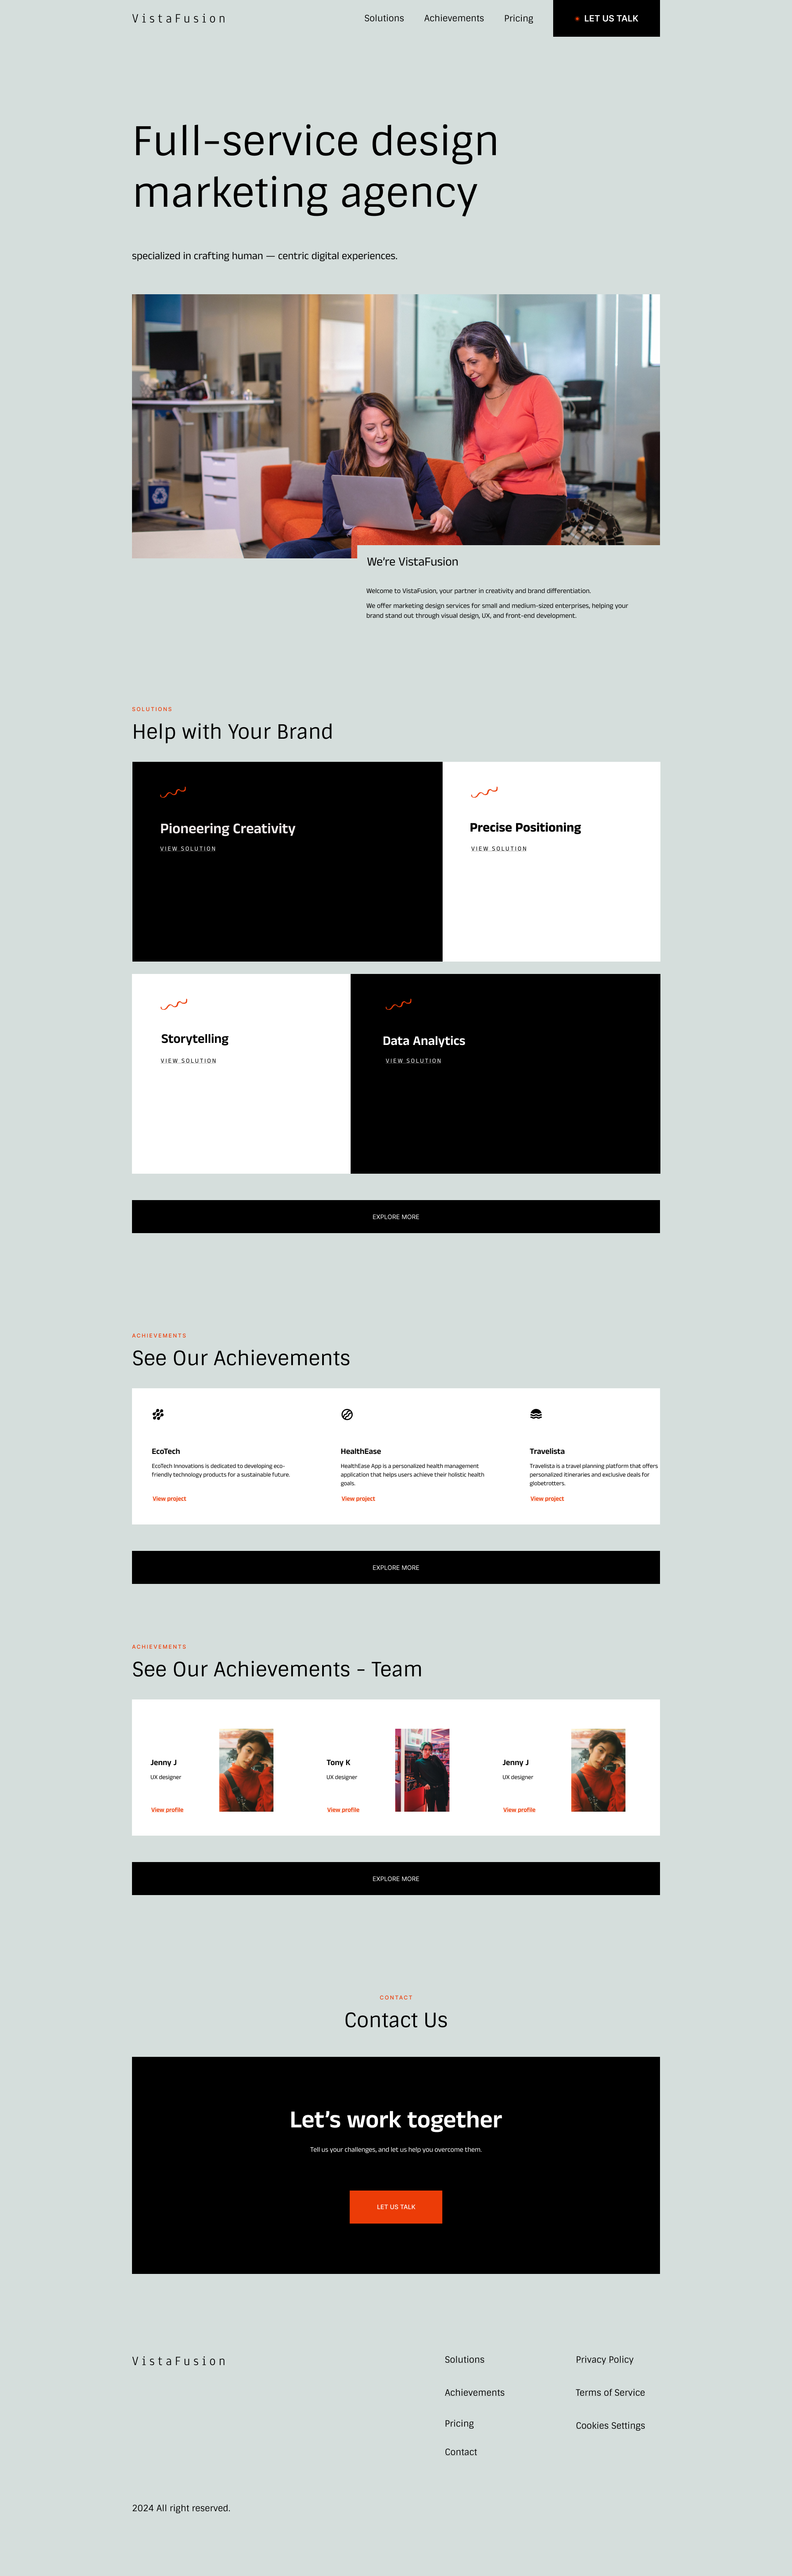 VistaFusion
Solutions
Achievements
Pricing
LET US TALK
Full-service design
marketing agency
specialized in crafting human — centric digital experiences.
We're VistaFusion
Welcome to VistaFusion, your partner in creativity and brand differentiation.
We offer marketing design services for small and medium-sized enterprises, helping your
brand stand out through visual design, UX, and front-end development.
SOLUTIONS
Help with Your Brand
Pioneering Creativity
VIEW SOLUTION
Precise Positioning
VIEW SOLUTION
Storytelling
VIEW SOLUTION
Data Analytics
VIEW SOLUTION
EXPLORE MORE
ACHIEVEMENTS
See Our Achievements
EcoTech
EcoTech Innovations is dedicated to developing eco-
friendly technology products for a sustainable future.
View project
HealthEase
HealthEase App is a personalized health management
application that helps users achieve their holistic health
goals.
View project
Travelista
Travelista is a travel planning platform that offers
personalized itineraries and exclusive deals for
globetrotters.
View project
EXPLORE MORE
ACHIEVEMENTS
See Our Achievements - Team
Jenny J
UX designer
View profile
Tony K
UX designer
View profile
Jenny J
UX designer
View profile
EXPLORE MORE
CONTACT
Contact Us
Let's work together
Tell us your challenges, and let us help you overcome them.
LET US TALK
VistaFusion
Solutions
Achievements
Pricing
Contact
Privacy Policy
Terms of Service
Cookies Settings
2024 All right reserved.